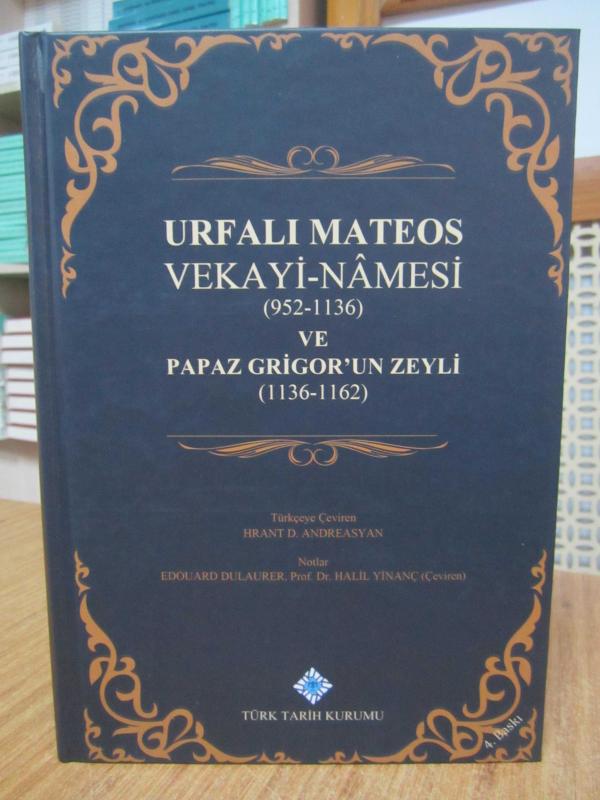 URFALI MATEOS
VEKAYİ-NÂMESİ
(952-1136)
VE
PAPAZ GRİGOR'UN ZEYLİ
(1136-1162)
Türkçeye Çeviren
HRANT D. ANDREASYAN
Notlar
EDOUARD DULAURER, Prof. Dr. HALİL YİNANÇ (Çeviren)
TÜRK TARİH KURUMU
4. Baskı